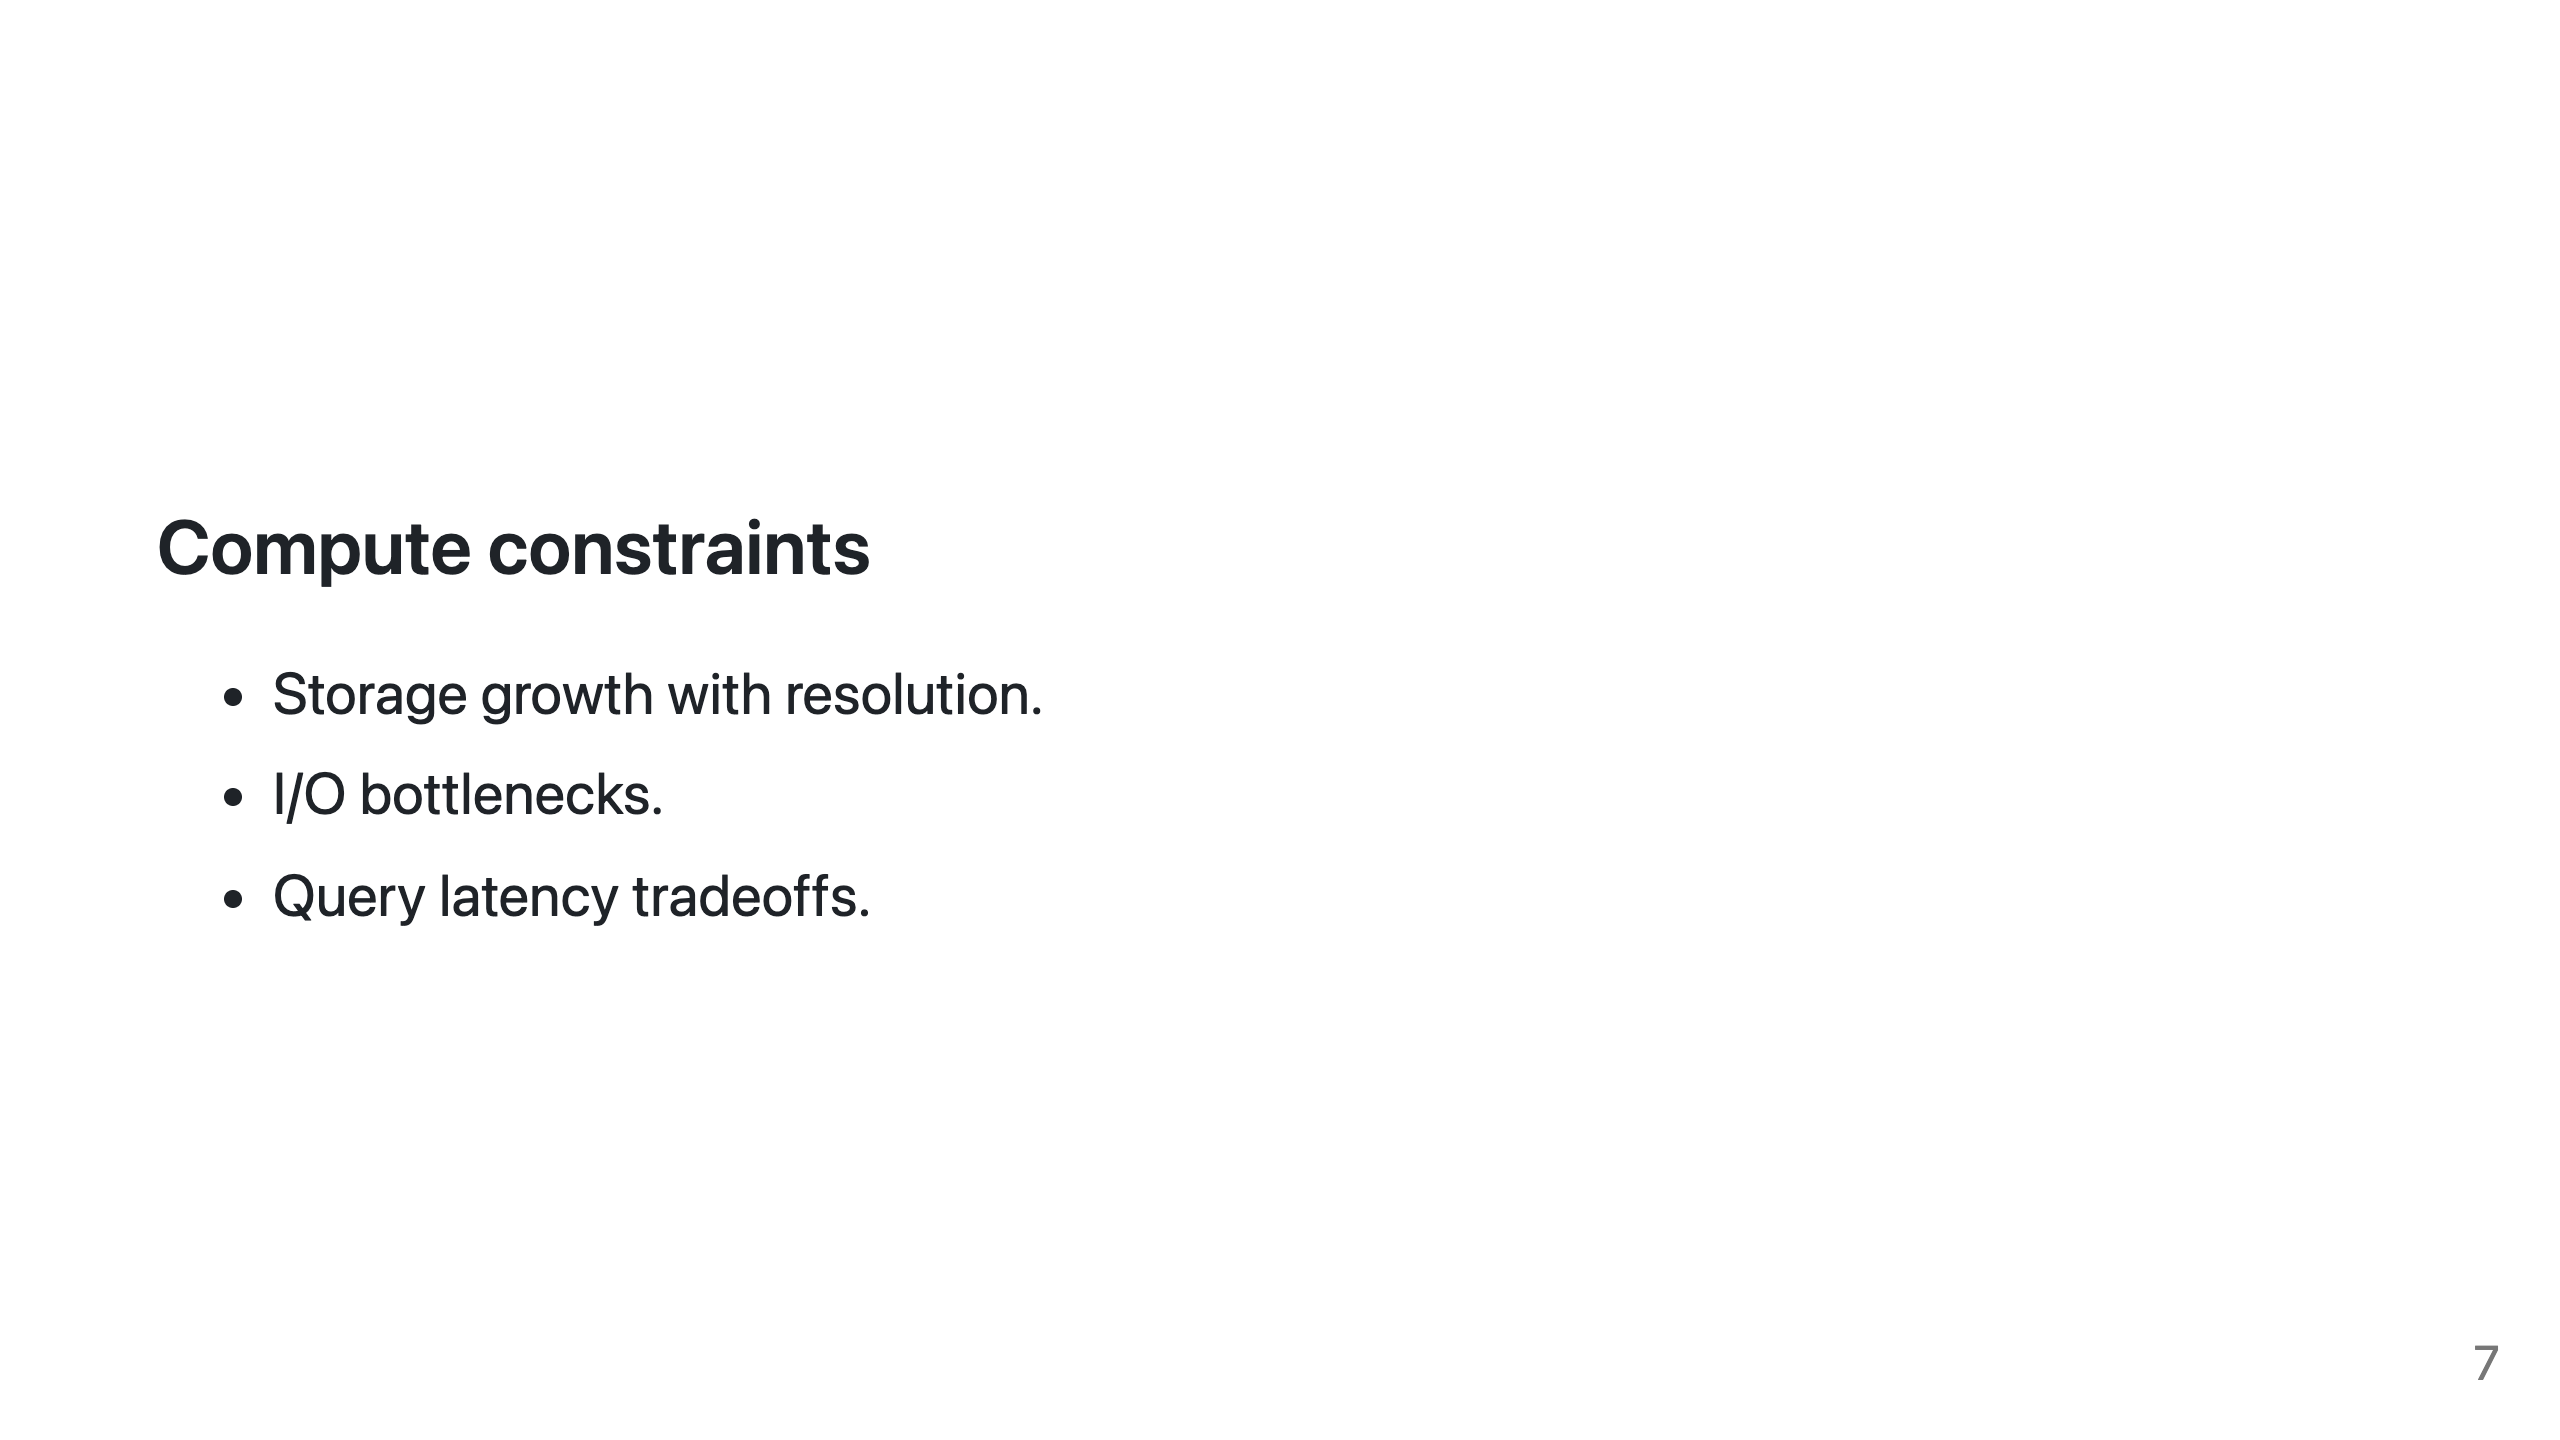 Compute constraints
• Storage growth with resolution.
• I/O bottlenecks.
• Query latency tradeoffs.
7